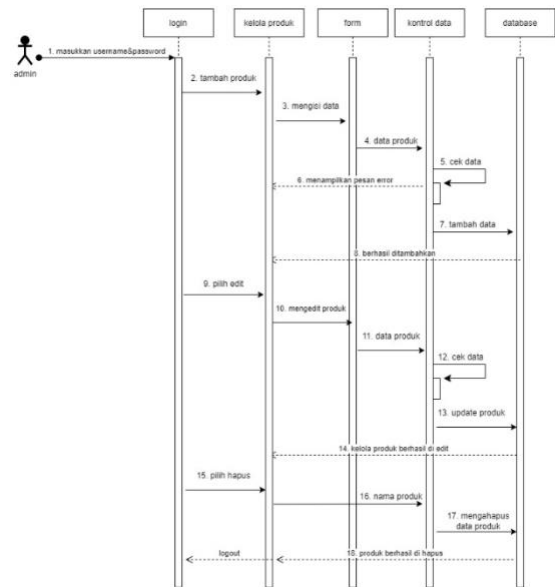 login
kelola produk
form
kontrol data
database
admin
1. masukkan username&password
2. tambah produk
3. mengisi data
4. data produk
5. cek data
6. menampilkan pesan error
7. tambah data
8. berhasil ditambahkan
9. pilih edit
10. mengedit produk
11. data produk
12. cek data
13. update produk
14. kelola produk berhasil di edit
15. pilih hapus
16. nama produk
17. mengahapus
data produk
18. produk berhasil di hapus
logout